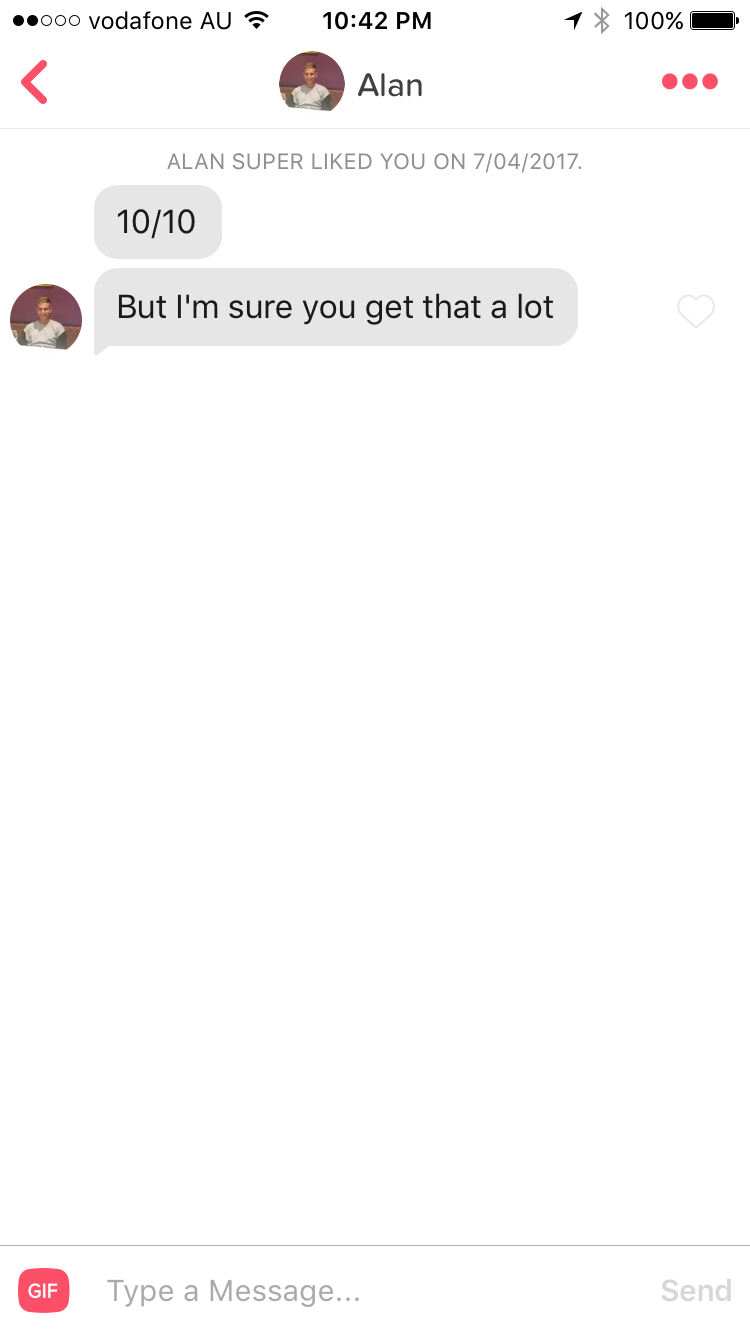 vodafone AU 10:42 PM 100%
Alan
ALAN SUPER LIKED YOU ON 7/04/2017.
10/10
But I'm sure you get that a lot
GIF Type a Message... Send